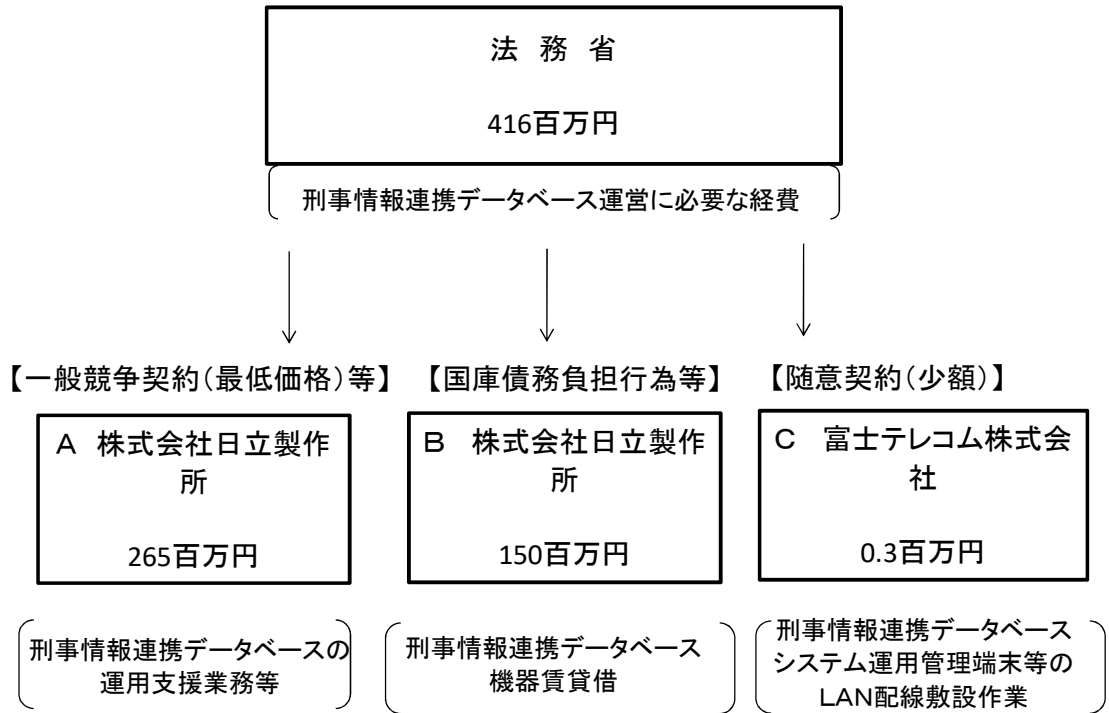 法 務 省
416百万円
刑事情報連携データベース運営に必要な経費
【一般競争契約(最低価格)等】
【国庫債務負担行為等】
【随意契約(少額)】
A 株式会社日立製作
所
265百万円
B 株式会社日立製作
所
150百万円
C 富士テレコム株式会
社
0.3百万円
刑事情報連携データベースの
運用支援業務等
刑事情報連携データベース
機器賃貸借
刑事情報連携データベース
システム運用管理端末等の
LAN配線敷設作業